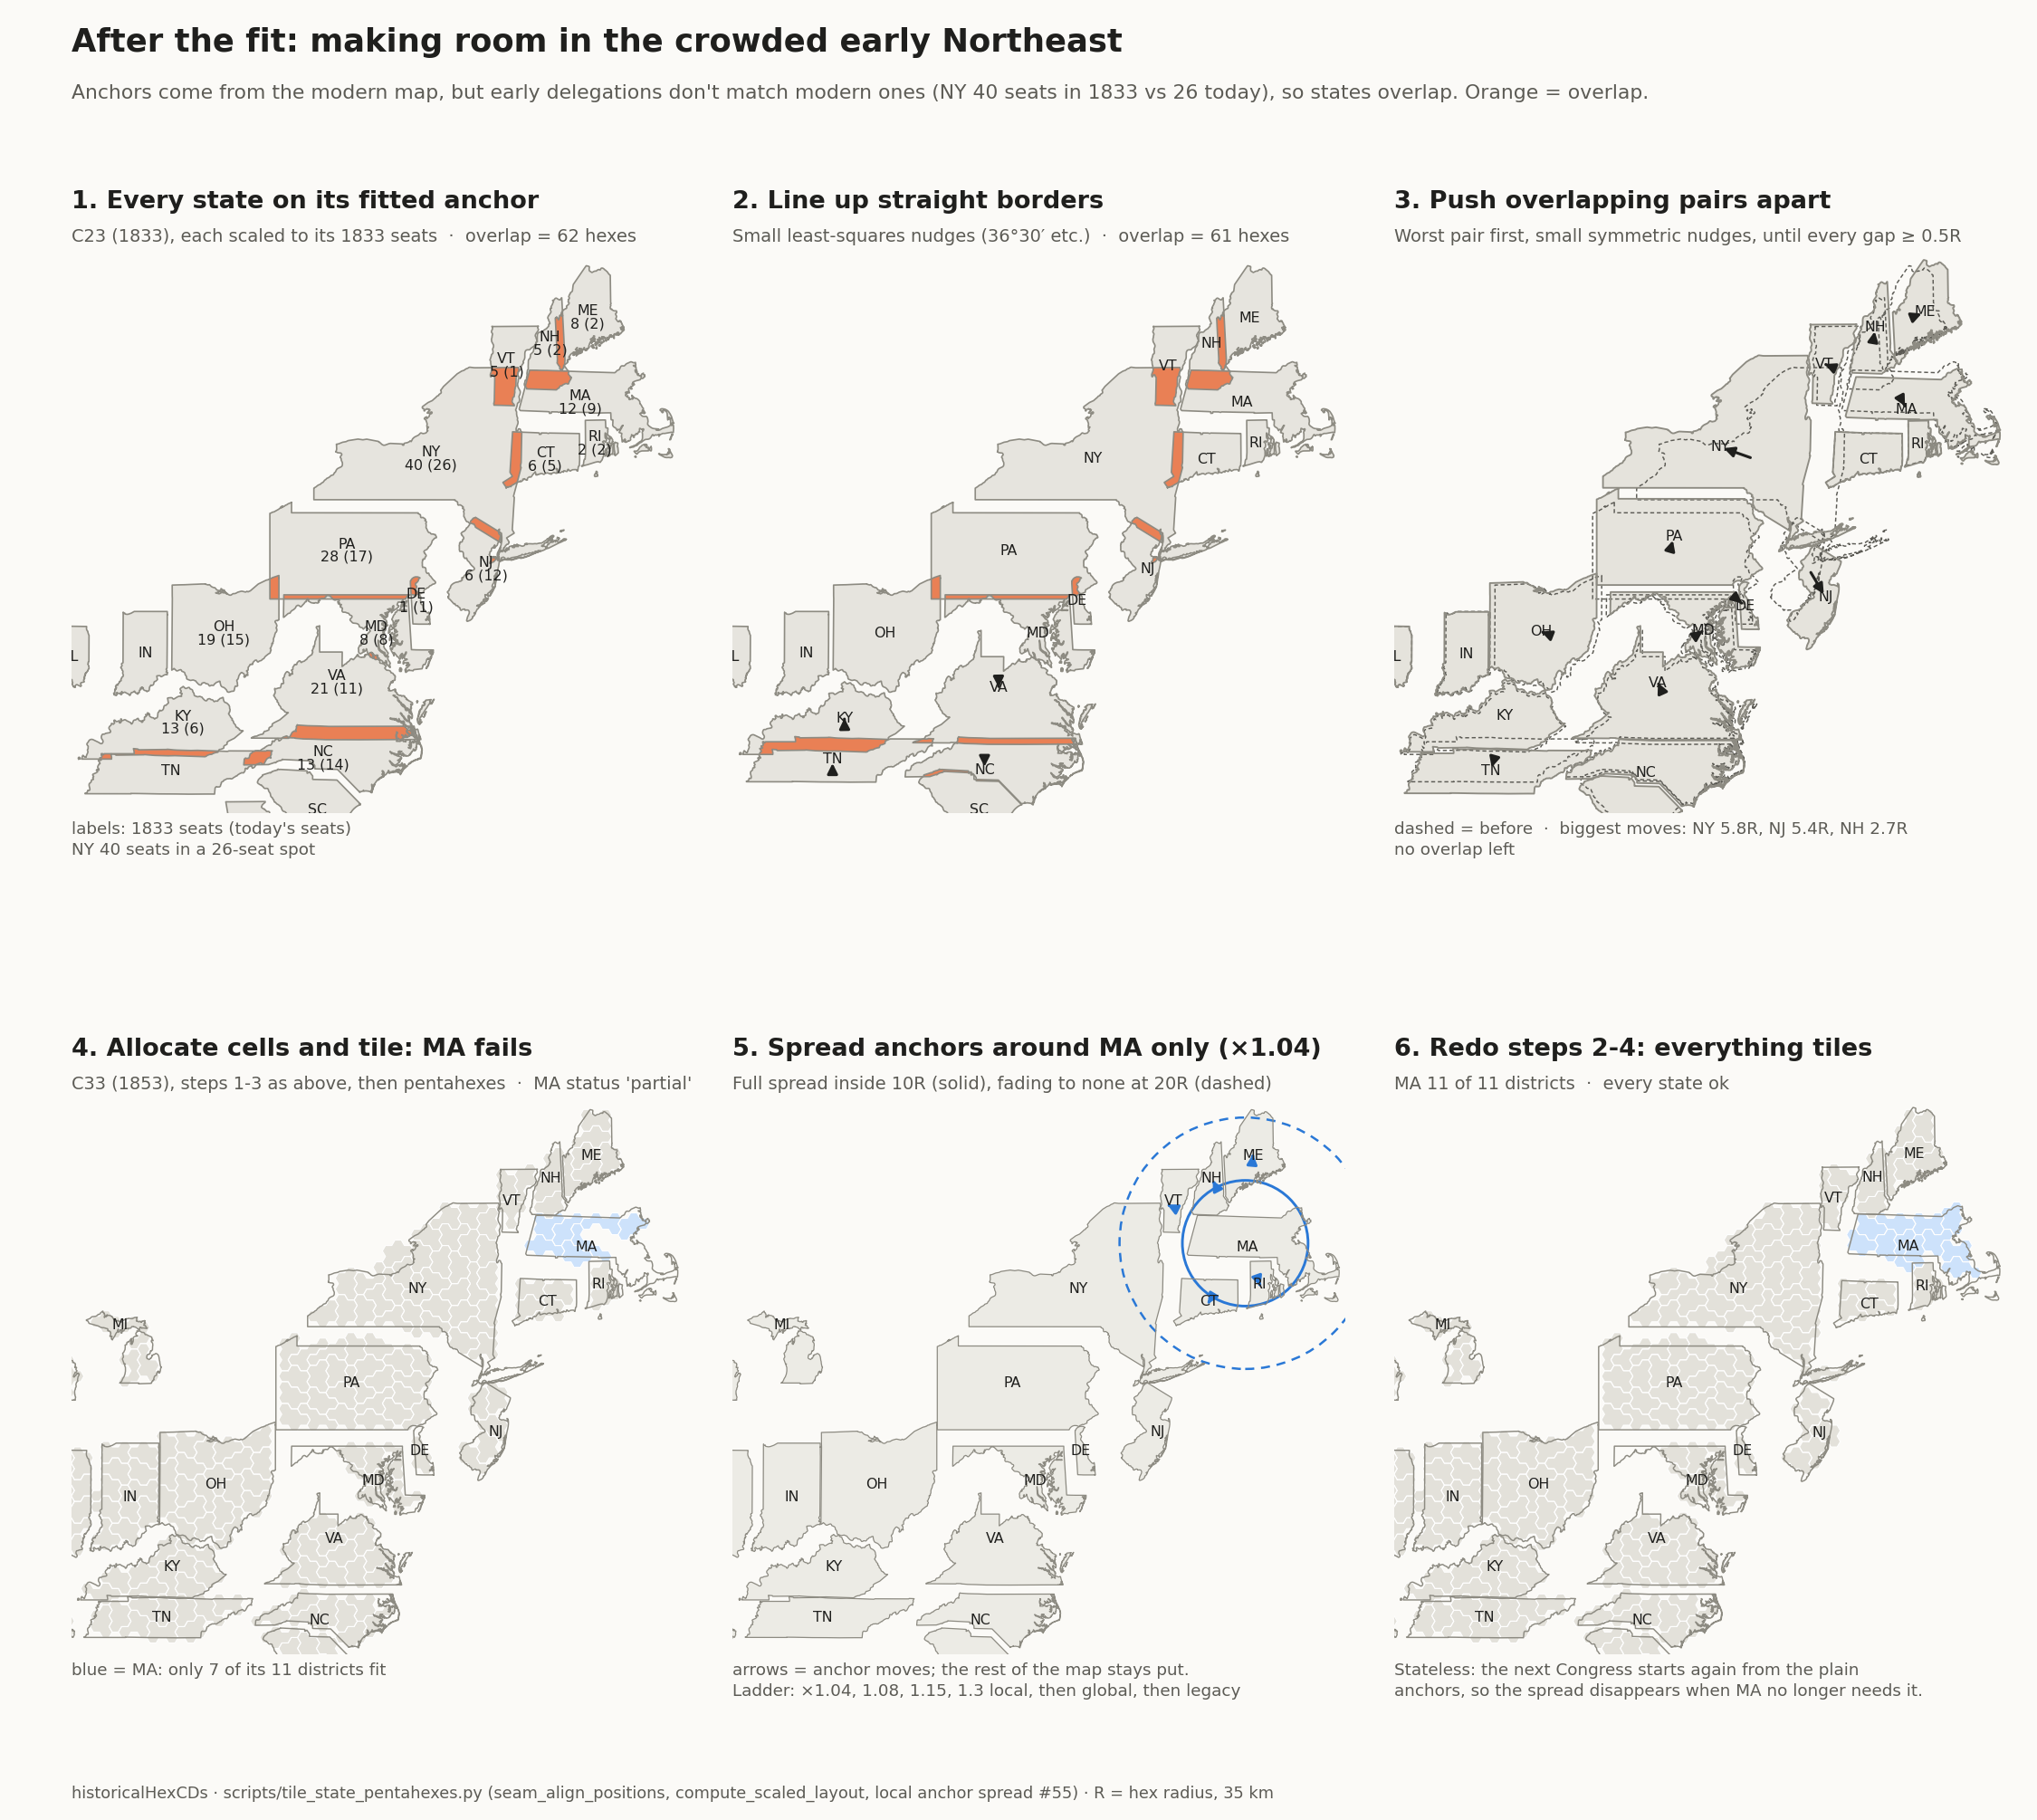 After the fit: making room in the crowded early Northeast
Anchors come from the modern map, but early delegations don't match modern ones (NY 40 seats in 1833 vs 26 today), so states overlap. Orange = overlap.
1. Every state on its fitted anchor
C23 (1833), each scaled to its 1833 seats · overlap = 62 hexes
ME
8 (2)
NH
5 (2)
VT
5 (1)
MA
12 (9)
RI
2 (2)
CT
6 (5)
NY
40 (26)
PA
28 (17)
NJ
6 (12)
DE
1 (1)
OH
19 (15)
MD
8 (8)
L
IN
VA
21 (11)
KY
13 (6)
NC
13 (14)
TN
SC
labels: 1833 seats (today's seats)
NY 40 seats in a 26-seat spot
2. Line up straight borders
Small least-squares nudges (36°30′ etc.) · overlap = 61 hexes
ME
NH
VT
MA
RI
CT
NY
PA
NJ
DE
OH
MD
L
IN
VA
KY
TN
NC
SC
3. Push overlapping pairs apart
Worst pair first, small symmetric nudges, until every gap ≥ 0.5R
ME
NH
VT
MA
RI
NY
CT
PA
NJ
DE
OH
MD
L
IN
VA
KY
TN
NC
dashed = before · biggest moves: NY 5.8R, NJ 5.4R, NH 2.7R
no overlap left
4. Allocate cells and tile: MA fails
C33 (1853), steps 1-3 as above, then pentahexes · MA status 'partial'
ME
NH
VT
MA
RI
NY
CT
MI
PA
NJ
DE
MD
OH
IN
VA
KY
TN
NC
blue = MA: only 7 of its 11 districts fit
5. Spread anchors around MA only (×1.04)
Full spread inside 10R (solid), fading to none at 20R (dashed)
ME
NH
VT
MA
RI
NY
CT
MI
PA
NJ
DE
MD
OH
IN
VA
KY
TN
NC
arrows = anchor moves; the rest of the map stays put.
Ladder: ×1.04, 1.08, 1.15, 1.3 local, then global, then legacy
6. Redo steps 2-4: everything tiles
MA 11 of 11 districts · every state ok
ME
NH
VT
MA
RI
NY
CT
MI
PA
NJ
DE
MD
OH
IN
VA
KY
TN
NC
Stateless: the next Congress starts again from the plain
anchors, so the spread disappears when MA no longer needs it.
historicalHexCDs · scripts/tile_state_pentahexes.py (seam_align_positions, compute_scaled_layout, local anchor spread #55) · R = hex radius, 35 km